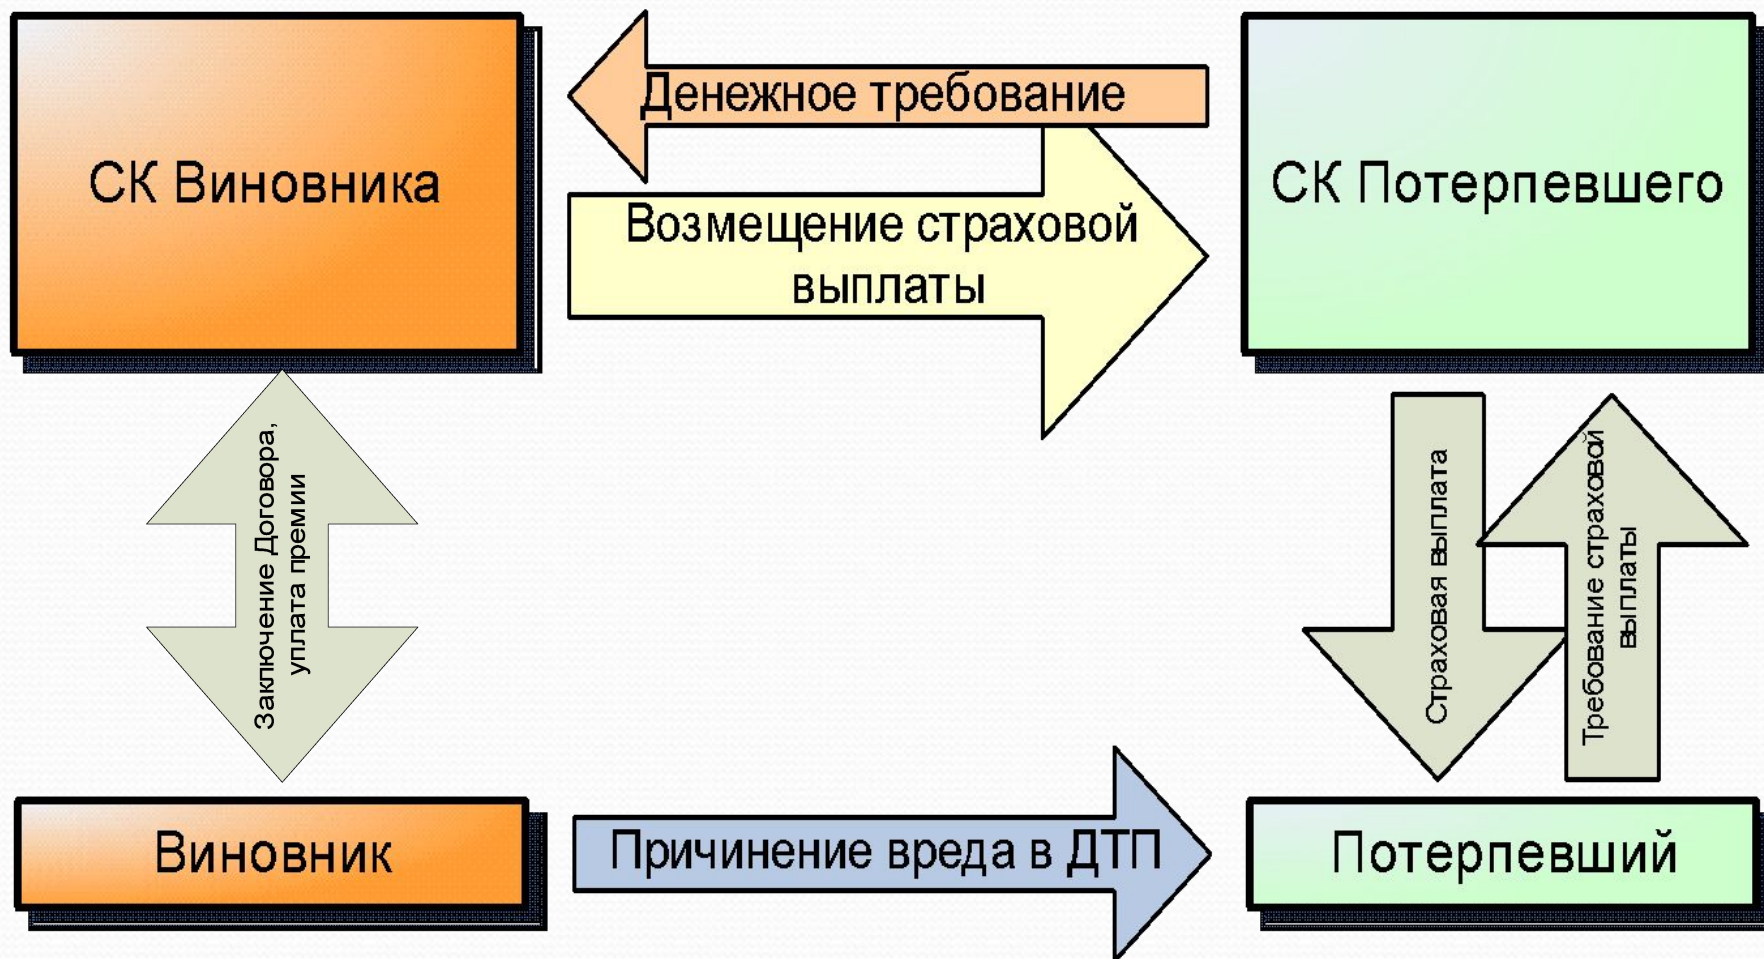 Денежное требование
СК Виновника
СК Потерпевшего
Возмещение страховой
выплаты
Заключение Договора,
уплата премии
Страховая выплата
Требование страховой
выплаты
Виновник
Причинение вреда в ДТП
Потерпевший